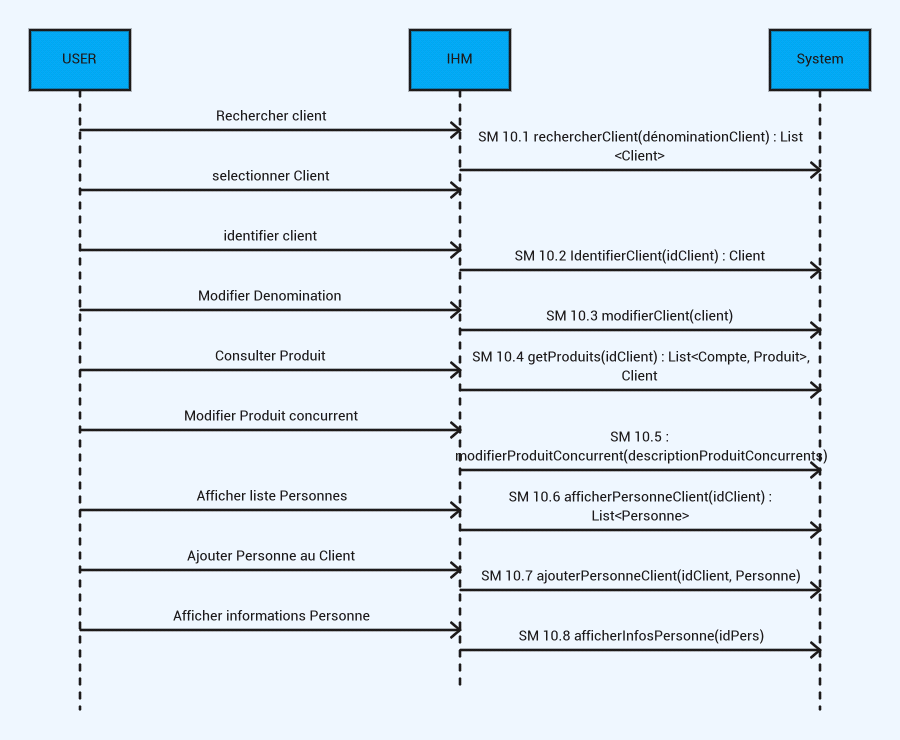 USER
IHM
System
Rechercher client
SM 10.1 rechercherClient(dénominationClient) : List
<Client>
selectionner Client
identifier client
SM 10.2 IdentifierClient(idClient) : Client
Modifier Denomination
SM 10.3 modifierClient(client)
Consulter Produit
SM 10.4 getProduits(idClient) : List<Compte, Produit>,
Client
Modifier Produit concurrent
SM 10.5 :
modifierProduitConcurrent(descriptionProduitConcurrents)
Afficher liste Personnes
SM 10.6 afficherPersonneClient(idClient) :
List<Personne>
Ajouter Personne au Client
SM 10.7 ajouterPersonneClient(idClient, Personne)
Afficher informations Personne
SM 10.8 afficherInfosPersonne(idPers)